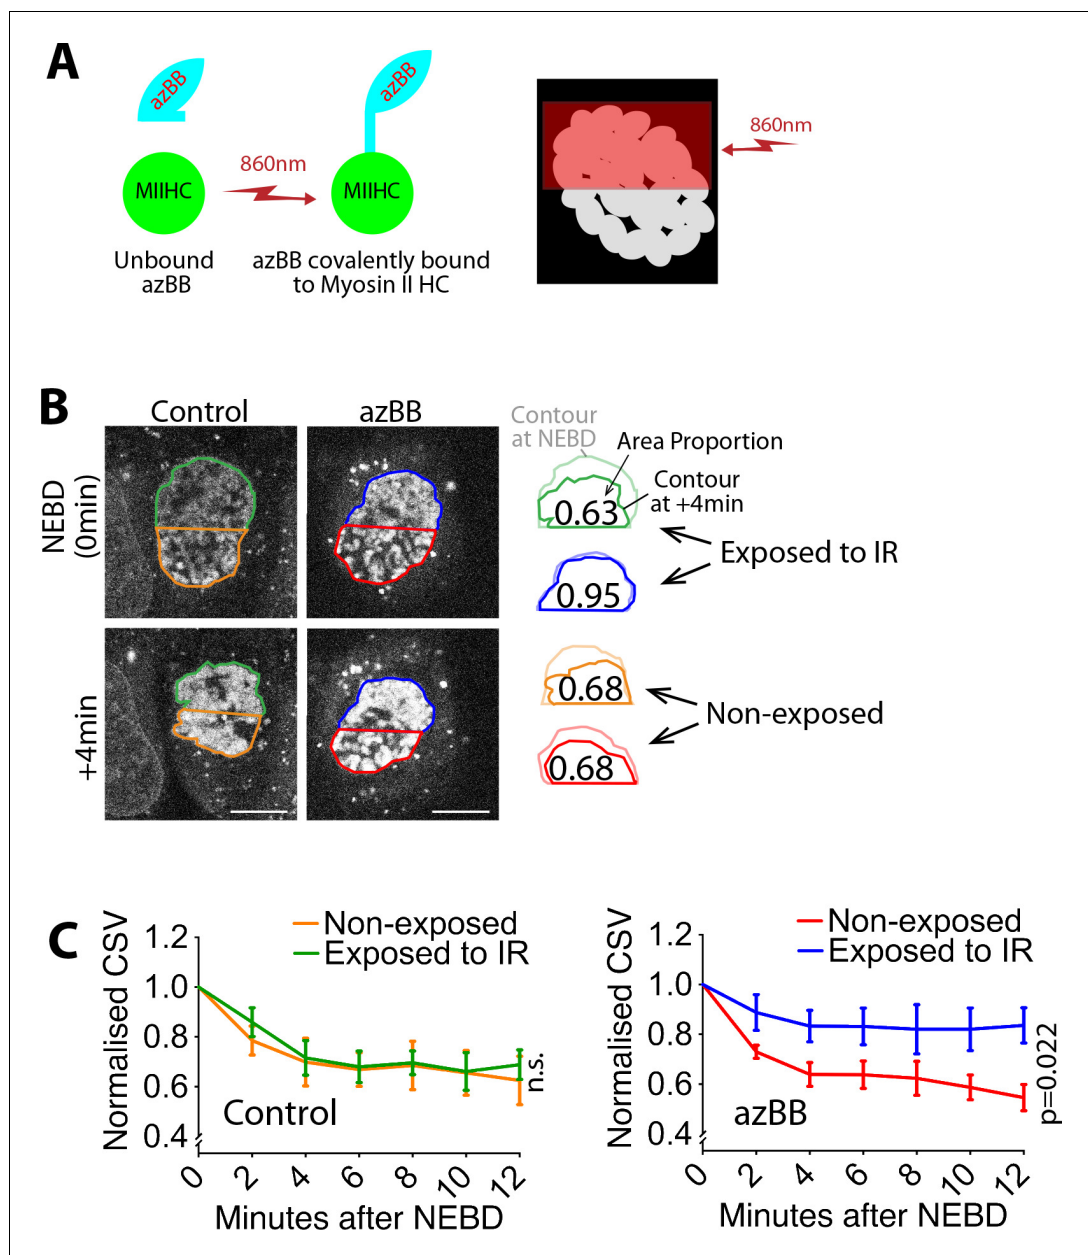 A
azBB
azBB
860nm
860nm
MIIHC
MIIHC
Unbound
azBB
azBB covalently bound
to Myosin II HC
B
Control
azBB
NEBD
(0min)
+4min
Contour
at NEBD
Area Proportion
Contour
at +4min
0.63
Exposed to IR
0.95
0.68
Non-exposed
0.68
C
Normalised CSV
1.2
1.0
0.8
0.6
0.4
Non-exposed
Exposed to IR
n.s.
Control
0
2
4
6
8
10
12
Minutes after NEBD
Normalised CSV
1.2
1.0
0.8
0.6
0.4
Non-exposed
Exposed to IR
p=0.022
azBB
0
2
4
6
8
10
12
Minutes after NEBD